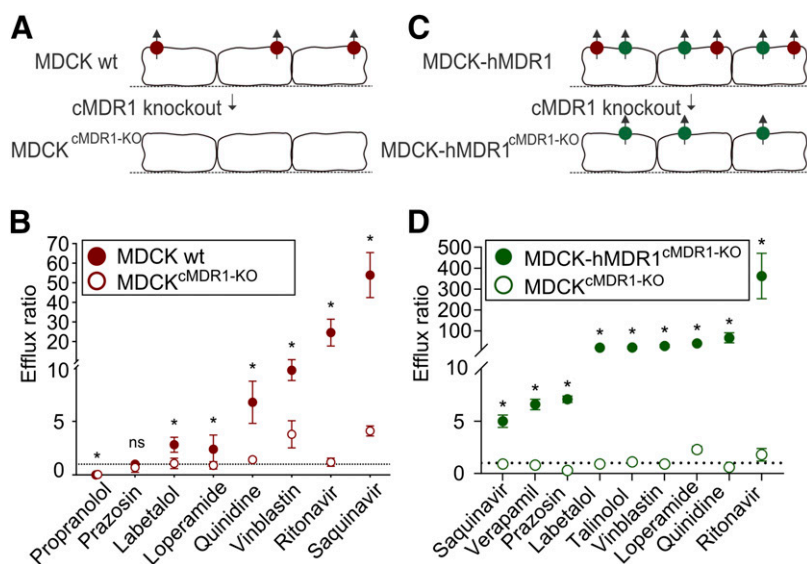 A
MDCK wt
cMDR1 knockout ↓
MDCK cMDR1-KO
C
MDCK-hMDR1
cMDR1 knockout ↓
MDCK-hMDR1 cMDR1-KO
B
Efflux ratio
70
60
50
40
30
20
10
5
0
MDCK wt
MDCK cMDR1-KO
*
ns
*
*
*
*
*
*
Propranolol
Prazosin
Labetalol
Loperamide
Quinidine
Vinblastin
Ritonavir
Saquinavir
D
Efflux ratio
500
400
300
200
100
10
5
0
MDCK-hMDR1 cMDR1-KO
MDCK cMDR1-KO
*
*
*
*
*
*
*
*
*
Saquinavir
Verapamil
Prazosin
Labetalol
Talinolol
Vinblastin
Loperamide
Quinidine
Ritonavir